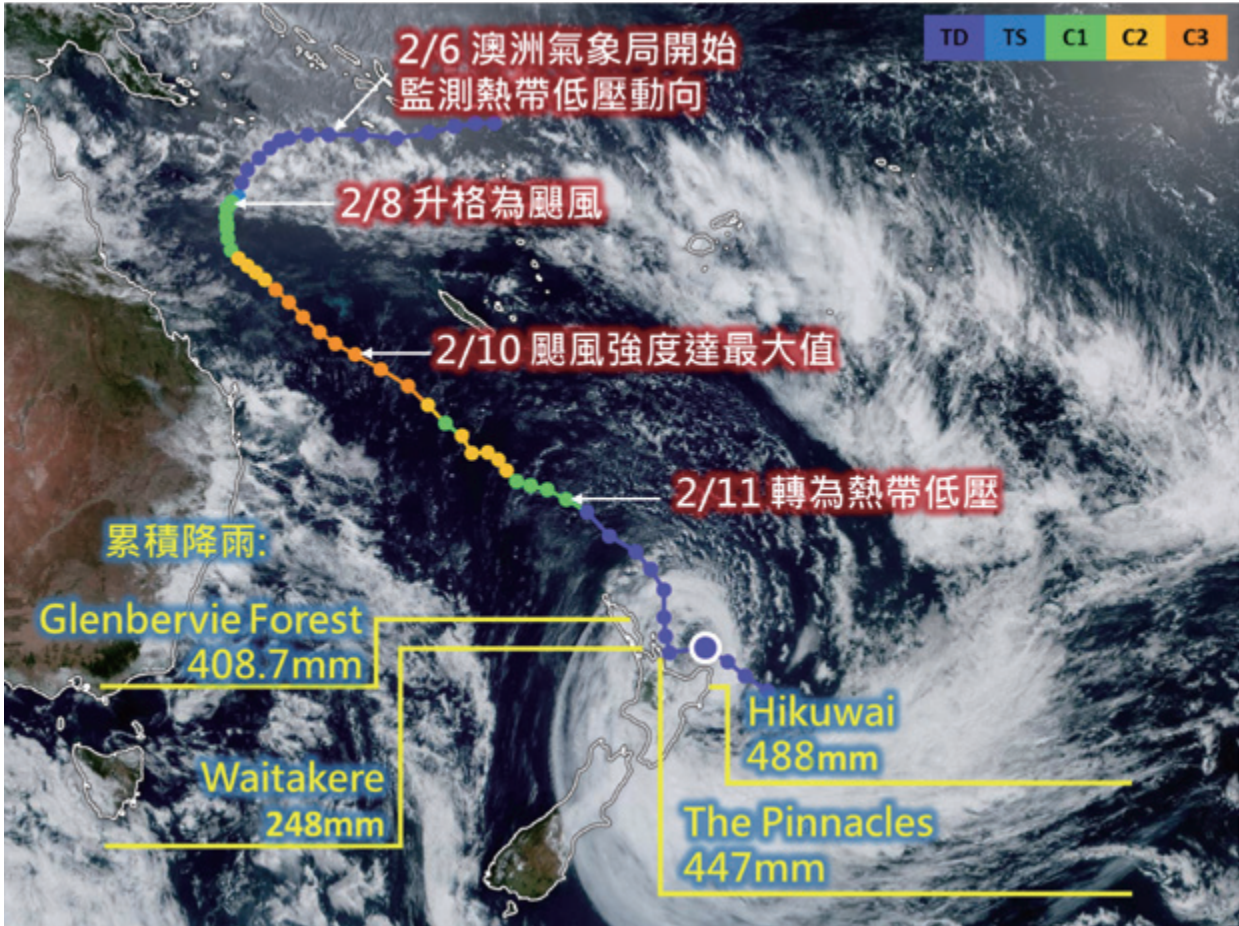 TD TS C1 C2 C3
2/6 澳洲氣象局開始
監測熱帶低壓動向
2/8 升格為颶風
2/10 颶風強度達最大值
2/11 轉為熱帶低壓
累積降雨:
Glenbervie Forest
408.7mm
Waitakere
248mm
Hikuwai
488mm
The Pinnacles
447mm